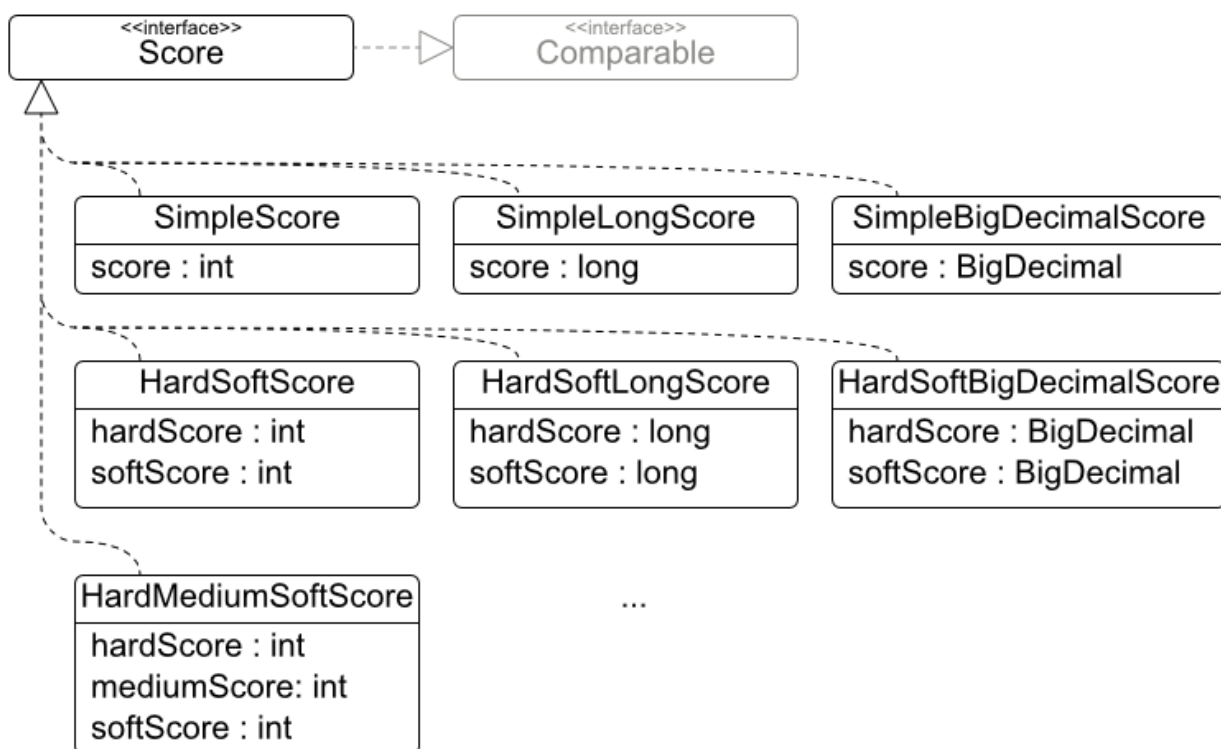 <<interface>>
Score
<<interface>>
Comparable
SimpleScore
score : int
SimpleLongScore
score : long
SimpleBigDecimalScore
score : BigDecimal
HardSoftScore
hardScore : int
softScore : int
HardSoftLongScore
hardScore : long
softScore : long
HardSoftBigDecimalScore
hardScore : BigDecimal
softScore : BigDecimal
HardMediumSoftScore
hardScore : int
mediumScore: int
softScore : int
...